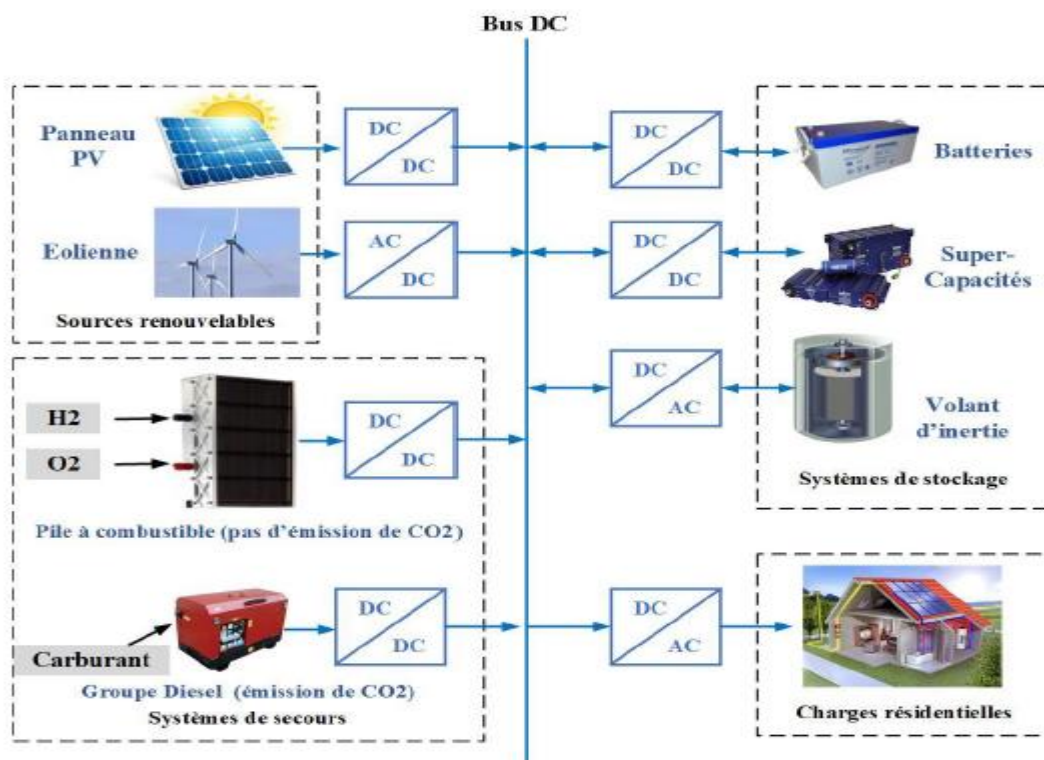 Bus DC
Panneau
PV
DC
DC
Eolienne
AC
DC
Sources renouvelables
H2
O2
DC
DC
Pile à combustible (pas d'émission de CO2)
Carburant
DC
DC
Groupe Diesel (émission de CO2)
Systèmes de secours
DC
DC
Batteries
DC
DC
Super-
Capacités
DC
AC
Volant
d'inertie
Systèmes de stockage
DC
AC
Charges résidentielles